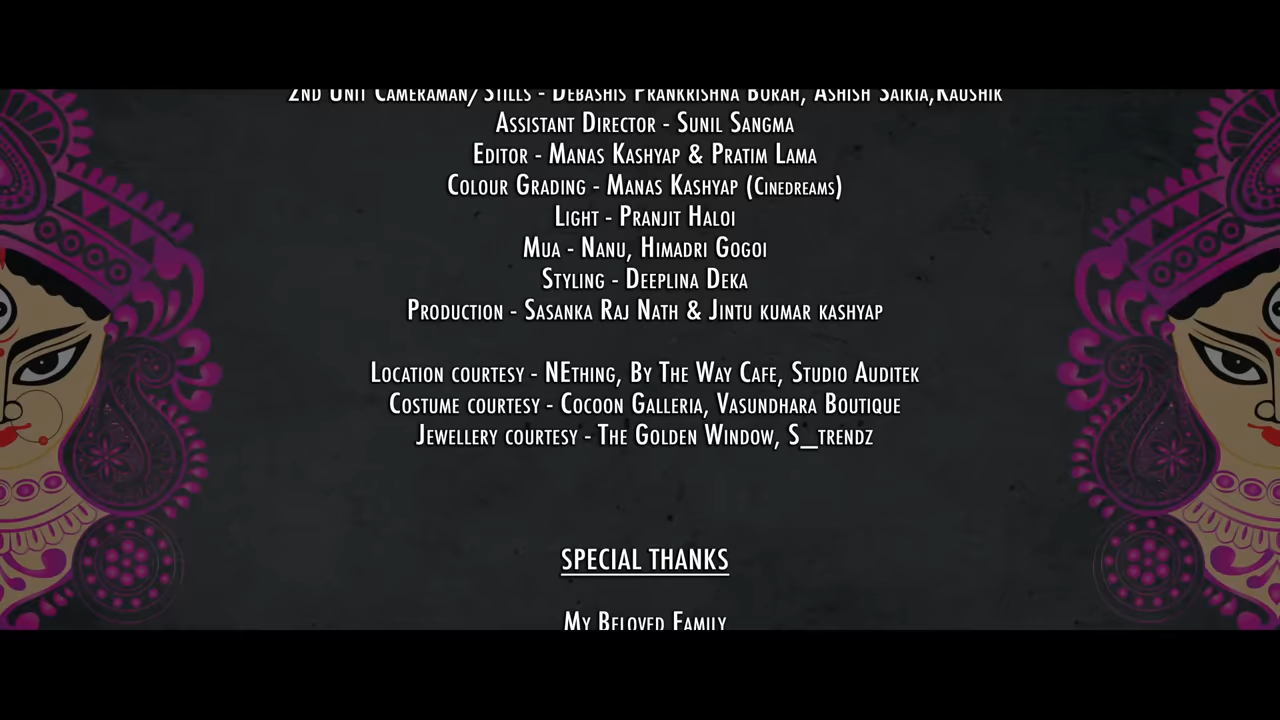 2nd Unit Cameraman/Stills - Debashis Prankrishna Borah, Ashish Saikia,Kaushik
Assistant Director - Sunil Sangma
Editor - Manas Kashyap & Pratim Lama
Colour Grading - Manas Kashyap (Cinedreams)
Light - Pranjit Haloi
Mua - Nanu, Himadri Gogoi
Styling - Deeplina Deka
Production - Sasanka Raj Nath & Jintu kumar kashyap
Location courtesy - NEthing, By The Way Cafe, Studio Auditek
Costume courtesy - Cocoon Galleria, Vasundhara Boutique
Jewellery courtesy - The Golden Window, S_trendz
SPECIAL THANKS
My Beloved Family